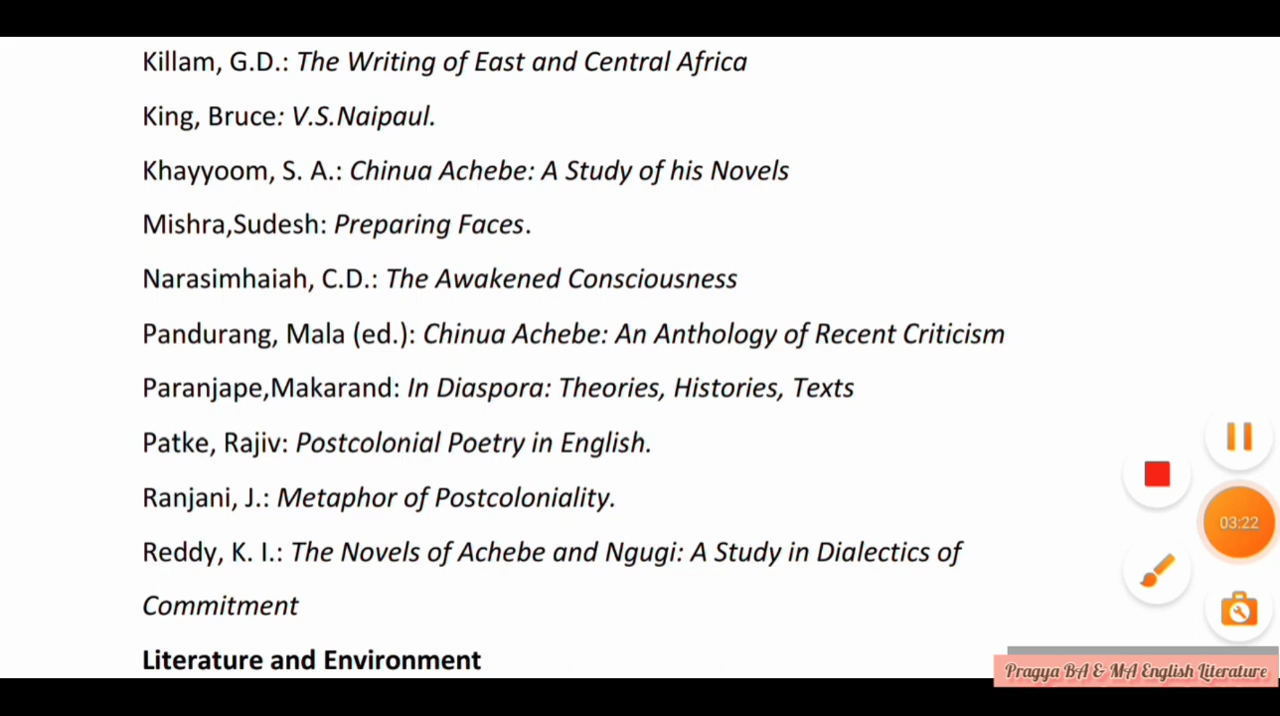 Killam, G.D.: The Writing of East and Central Africa
King, Bruce: V.S.Naipaul.
Khayyoom, S. A.: Chinua Achebe: A Study of his Novels
Mishra,Sudesh: Preparing Faces.
Narasimhaiah, C.D.: The Awakened Consciousness
Pandurang, Mala (ed.): Chinua Achebe: An Anthology of Recent Criticism
Paranjape,Makarand: In Diaspora: Theories, Histories, Texts
Patke, Rajiv: Postcolonial Poetry in English.
Ranjani, J.: Metaphor of Postcoloniality.
Reddy, K. I.: The Novels of Achebe and Ngugi: A Study in Dialectics of
Commitment
Literature and Environment
03:22
Pragya BA & MA English Literature